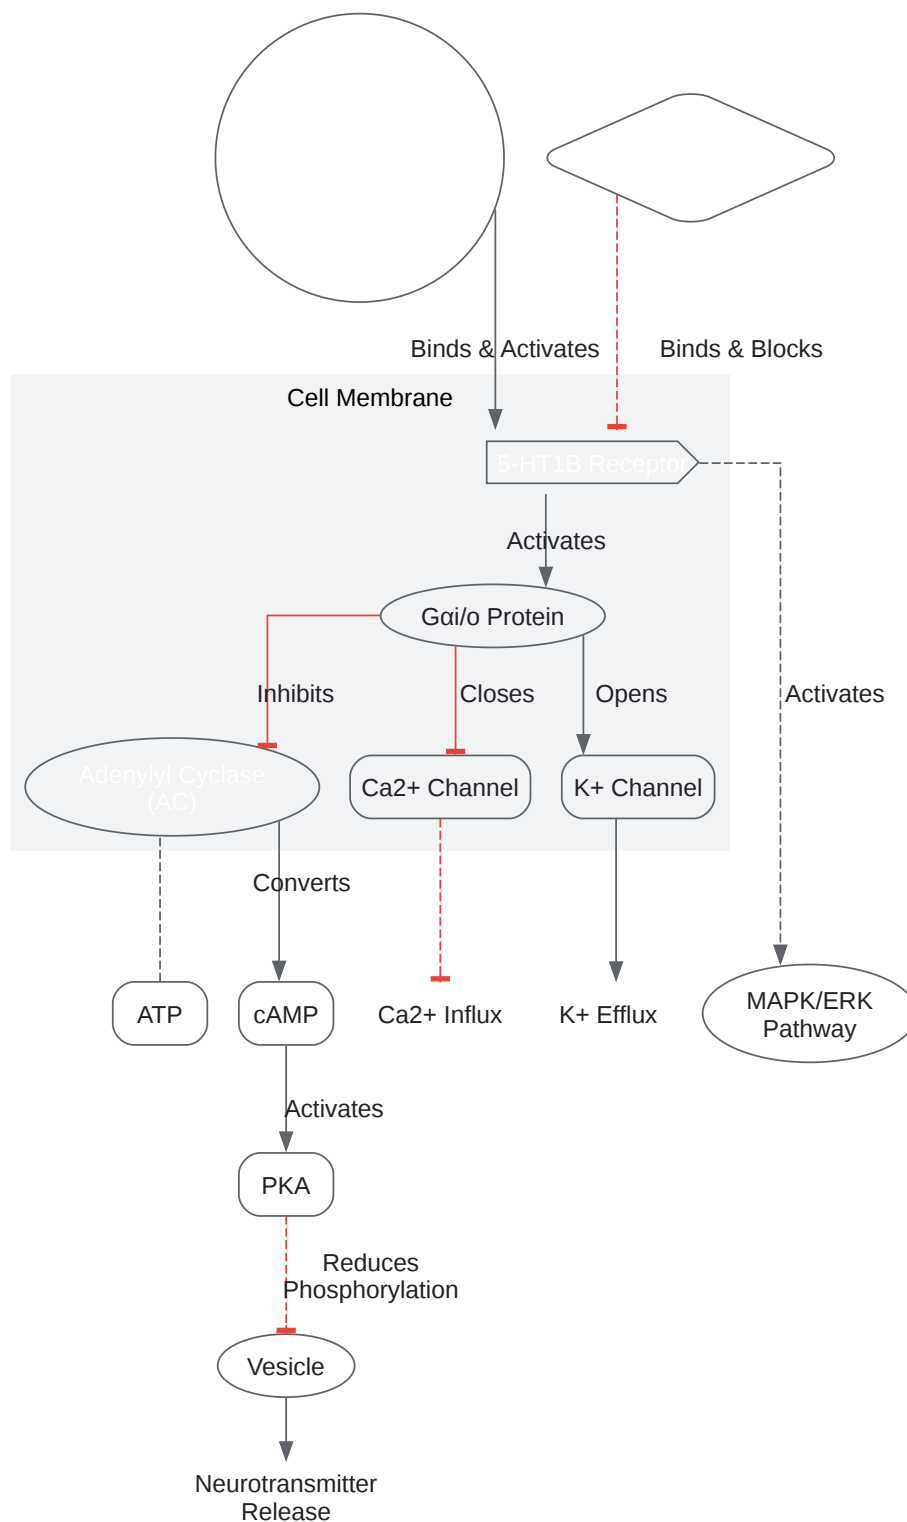 Binds & Activates
Binds & Blocks
Cell Membrane
5-HT1B Receptor
Activates
Gαi/o Protein
Inhibits
Closes
Opens
Activates
Adenylyl Cyclase
(AC)
Ca2+ Channel
K+ Channel
Converts
ATP
cAMP
Ca2+ Influx
K+ Efflux
MAPK/ERK
Pathway
Activates
PKA
Reduces
Phosphorylation
Vesicle
Neurotransmitter
Release